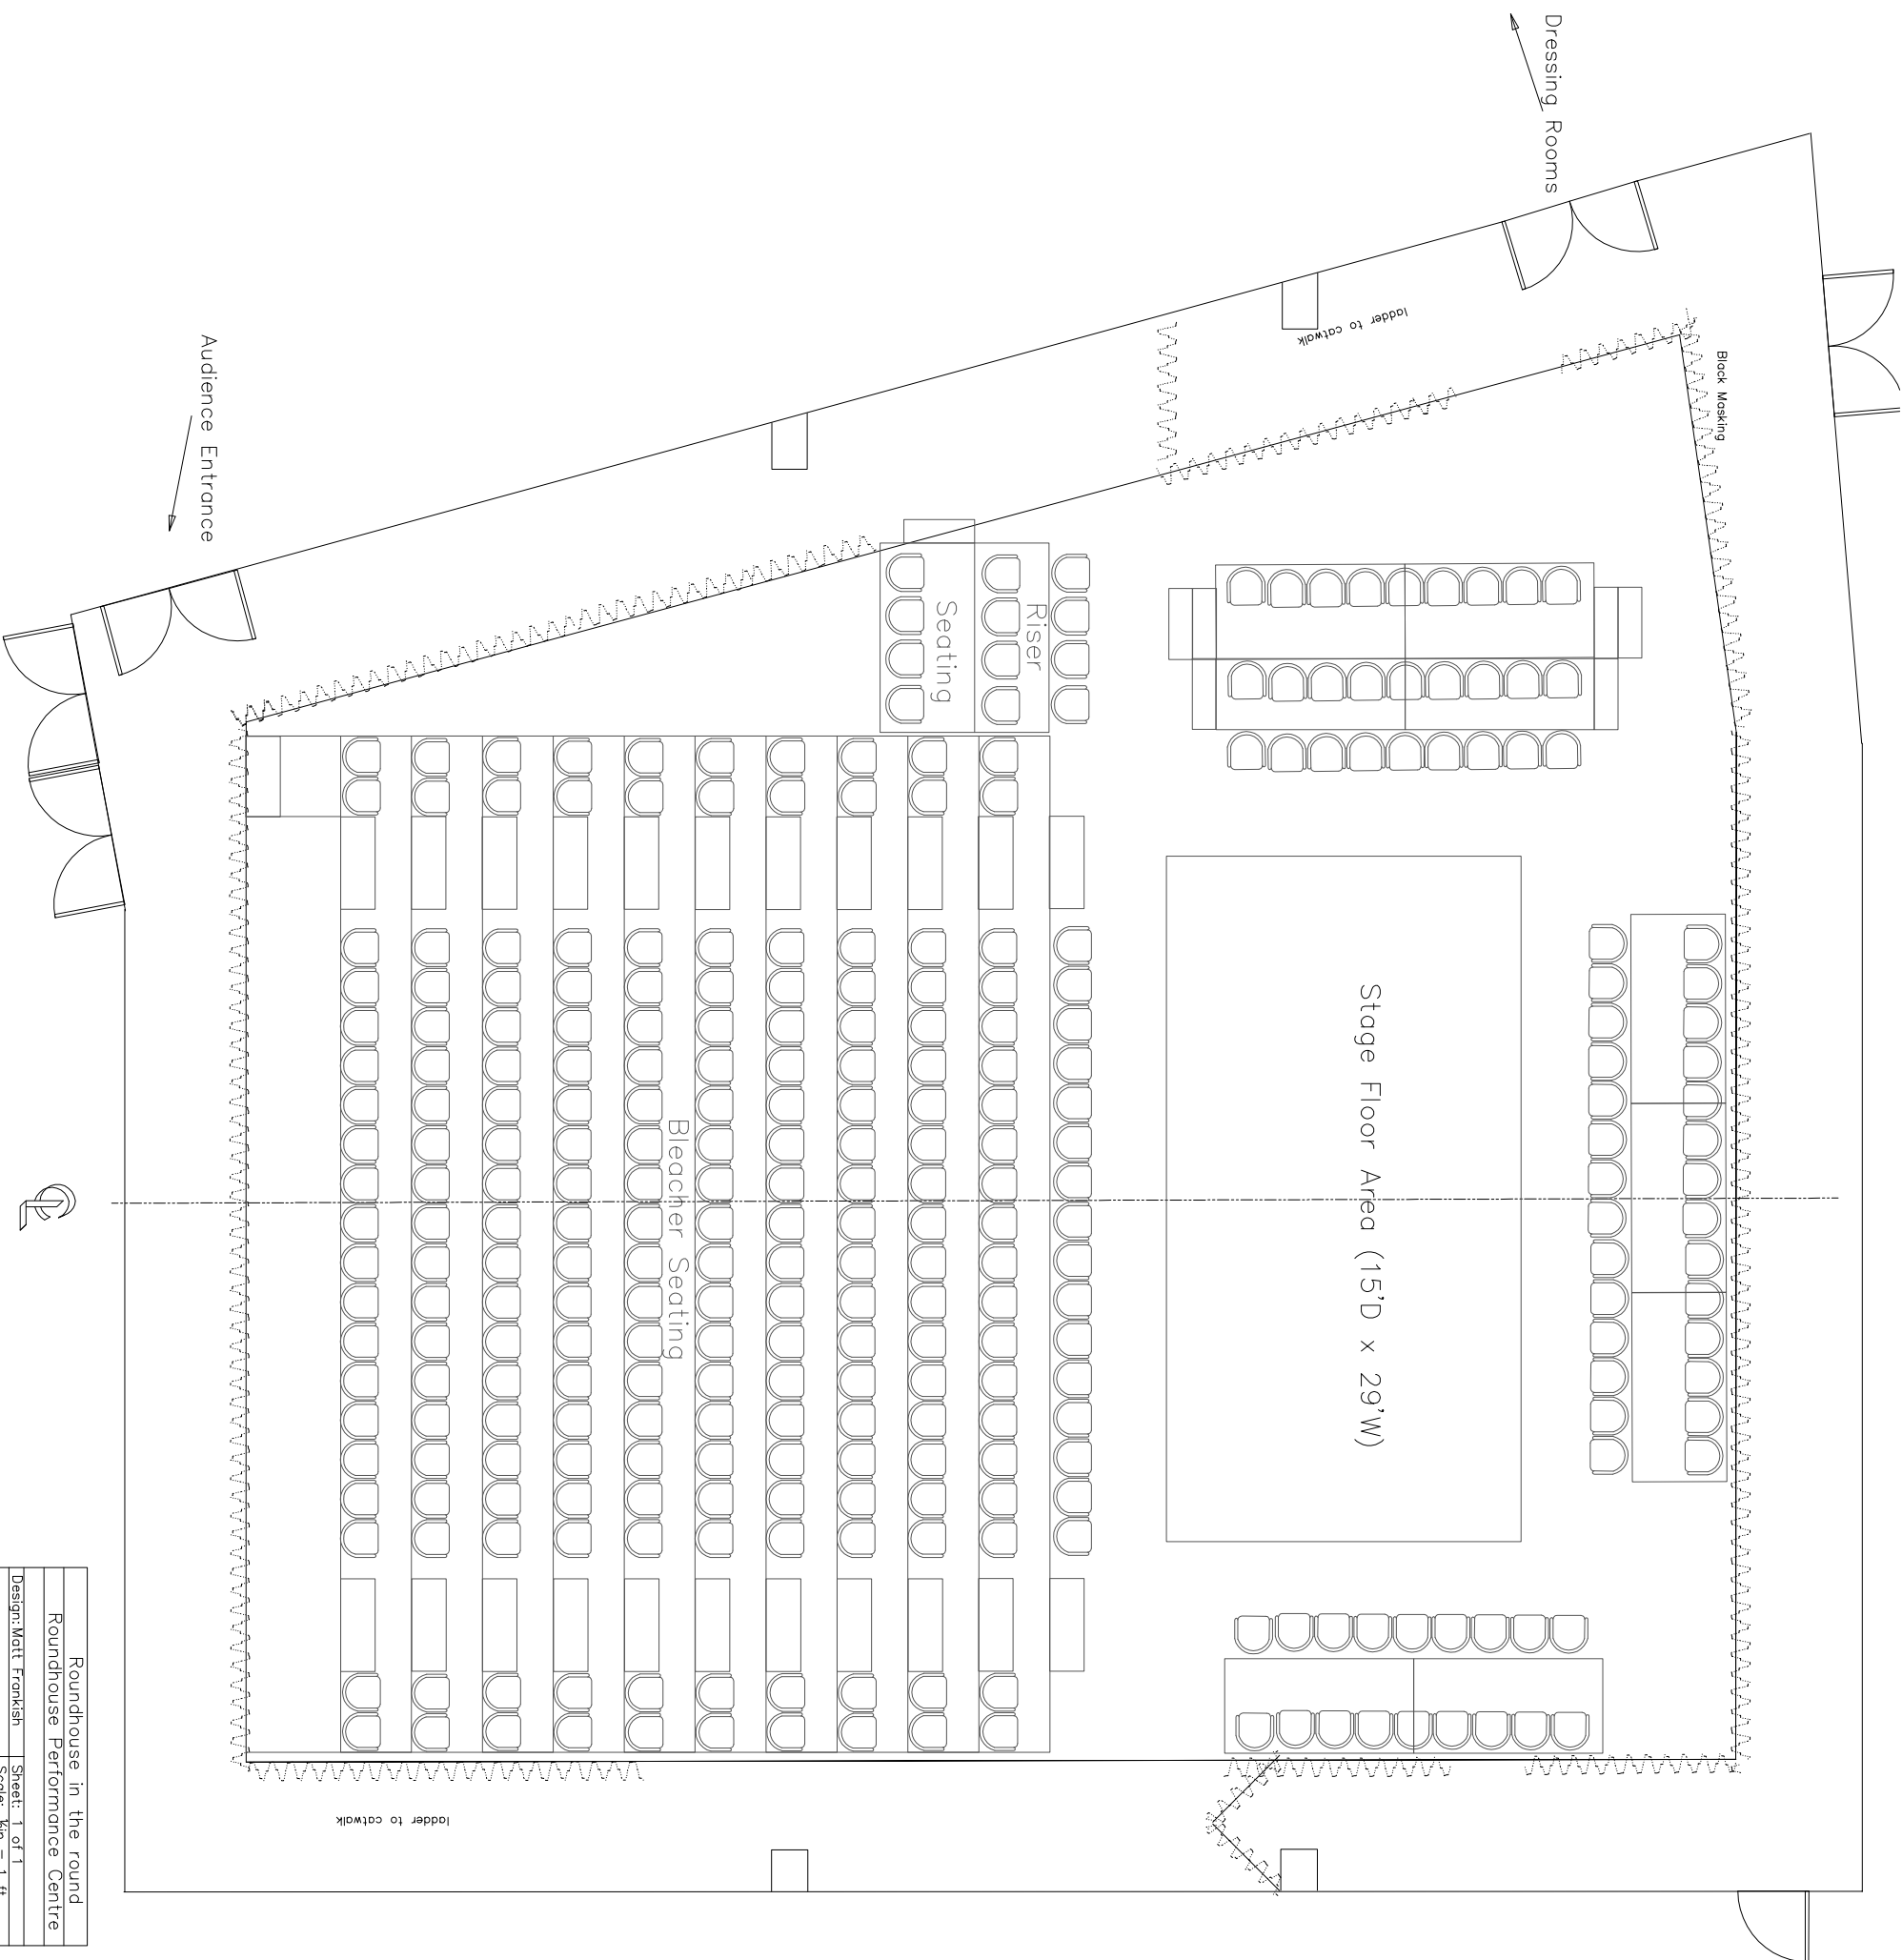 Dressing Rooms
ladder to catwalk
Black Masking
Audience Entrance
Riser
Seating
Stage Floor Area (15'D x 29'W)
Bleacher Seating
ladder to catwalk
Roundhouse in the round
Roundhouse Performance Centre
Design: Matt Frankish
Sheet: 1 of 1